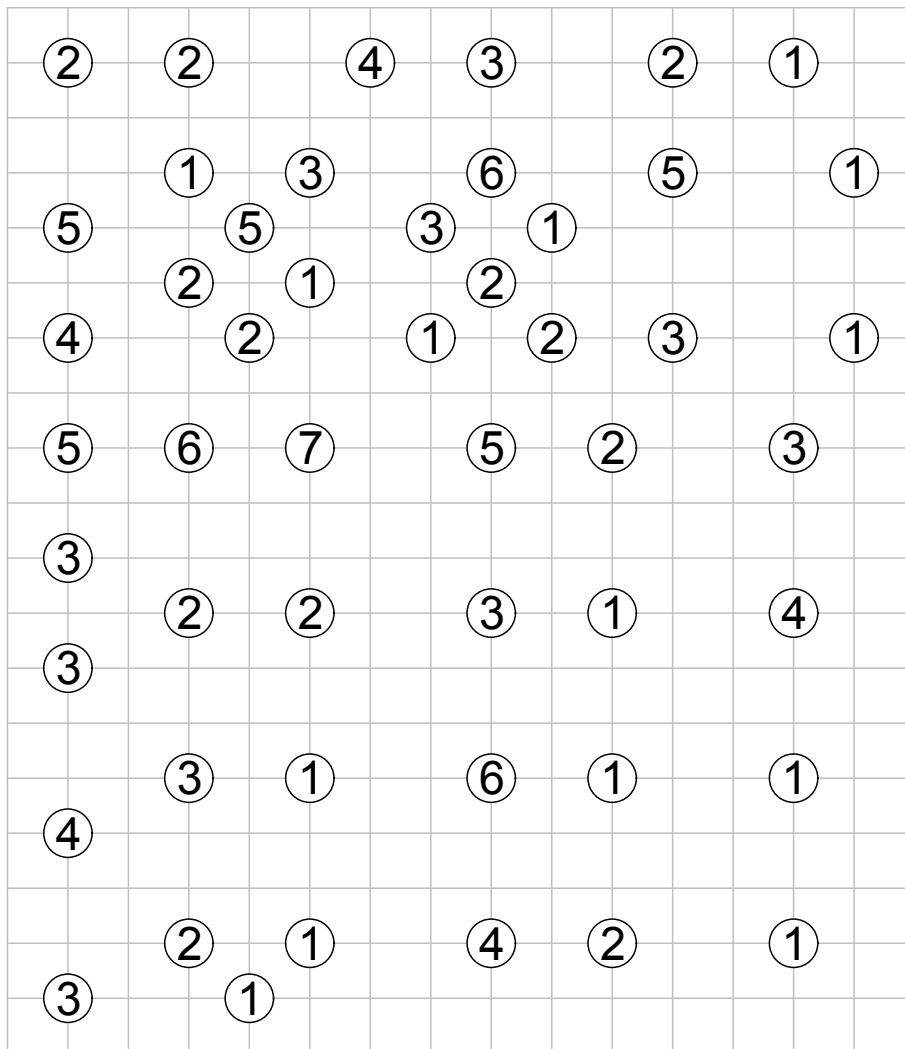 2 2 4 3 2 1
1 3 6 5 1
5 5 3 1
2 1 2
4 2 1 2 3 1
5 6 7 5 2 3
3
2 2 3 1 4
3
3 1 6 1 1
4
2 1 4 2 1
3 1